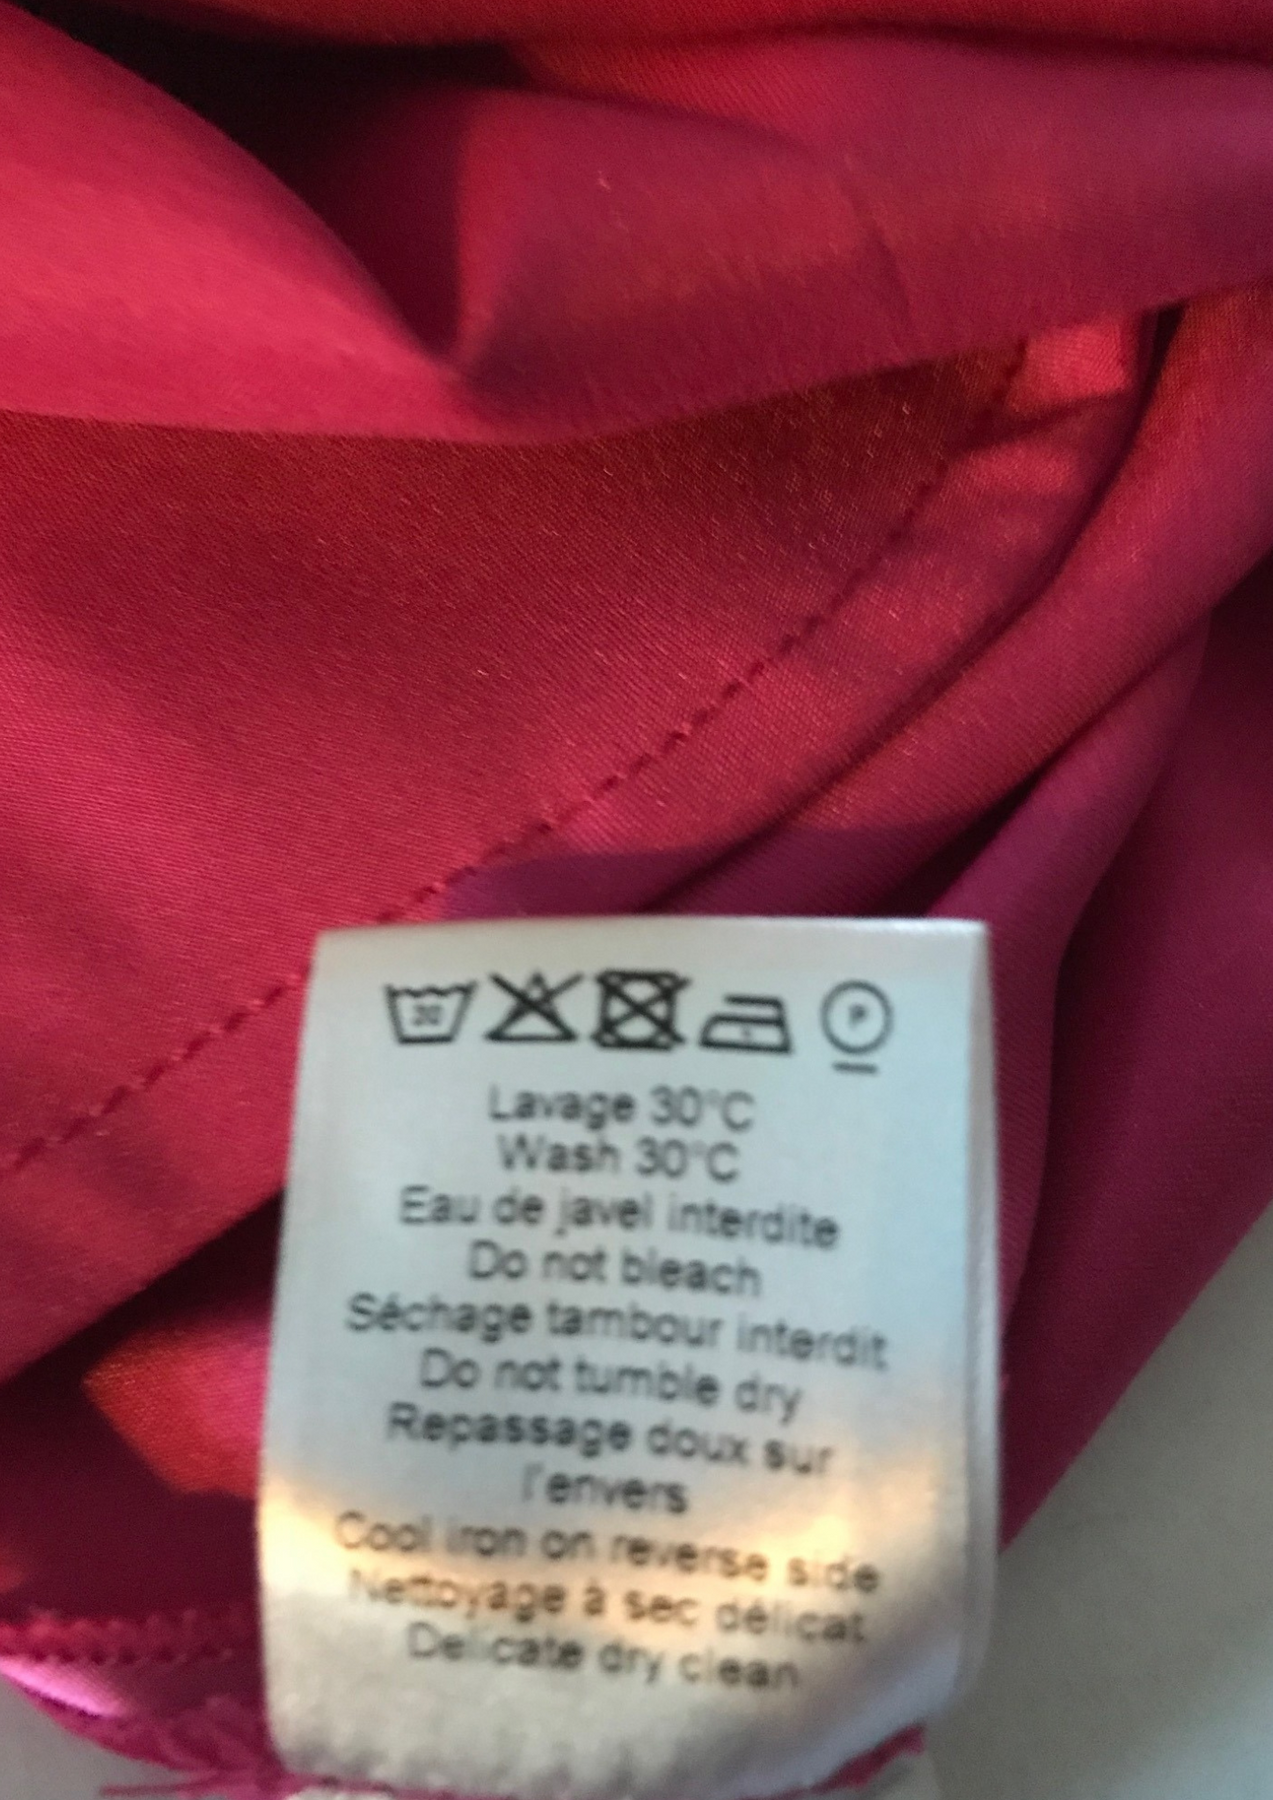 30
P
Lavage 30°C
Wash 30°C
Eau de javel interdite
Do not bleach
Séchage tambour interdit
Do not tumble dry
Repassage doux sur
l'envers
Cool iron on reverse side
Nettoyage à sec délicat
Delicate dry clean